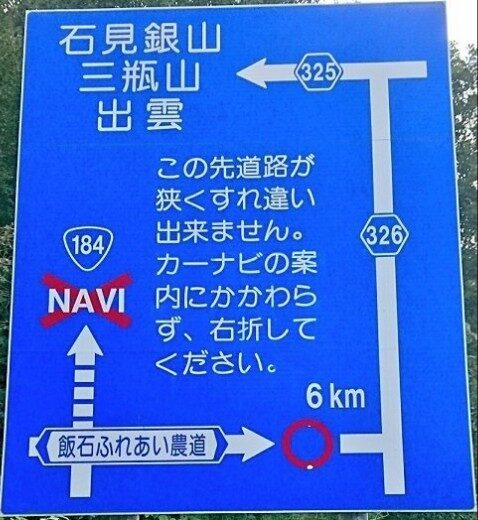 石見銀山
三瓶山
出雲
325
この先道路が
狭くすれ違い
出来ません。
カーナビの案
内にかかわら
ず、右折して
ください。
326
184
NAVI
6 km
飯石ふれあい農道